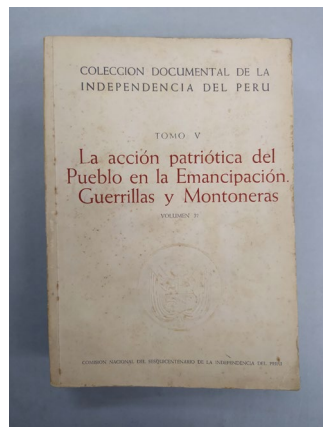 COLECCION DOCUMENTAL DE LA
INDEPENDENCIA DEL PERU
TOMO V
La acción patriótica del
Pueblo en la Emancipación.
Guerrillas y Montoneras
VOLUMEN
COMISION NACIONAL DEL SESQUICENTENARIO DE LA INDEPENDENCIA DEL PERU